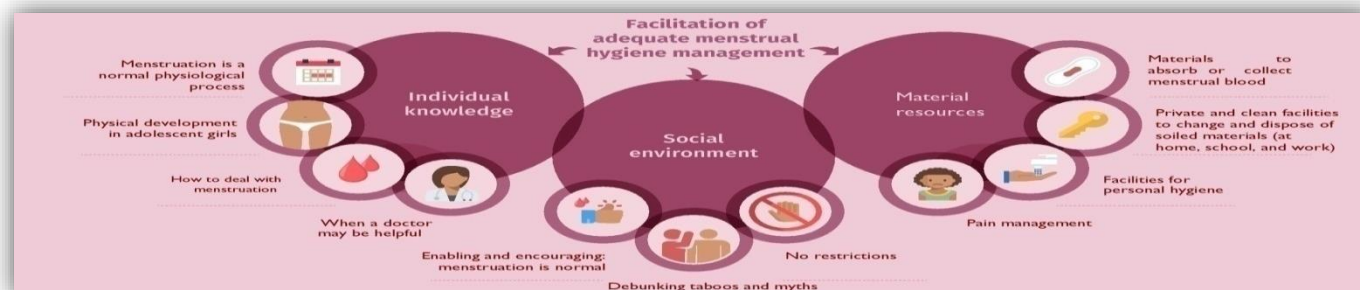 Facilitation of
adequate menstrual
hygiene management
Menstruation is a
normal physiological
process
Physical development
in adolescent girls
How to deal with
menstruation
When a doctor
may be helpful
Individual
knowledge
Social
environment
Enabling and encouraging:
menstruation is normal
Debunking taboos and myths
No restrictions
Material
resources
Materials to
absorb or collect
menstrual blood
Private and clean facilities
to change and dispose of
soiled materials (at
home, school, and work)
Facilities for
personal hygiene
Pain management